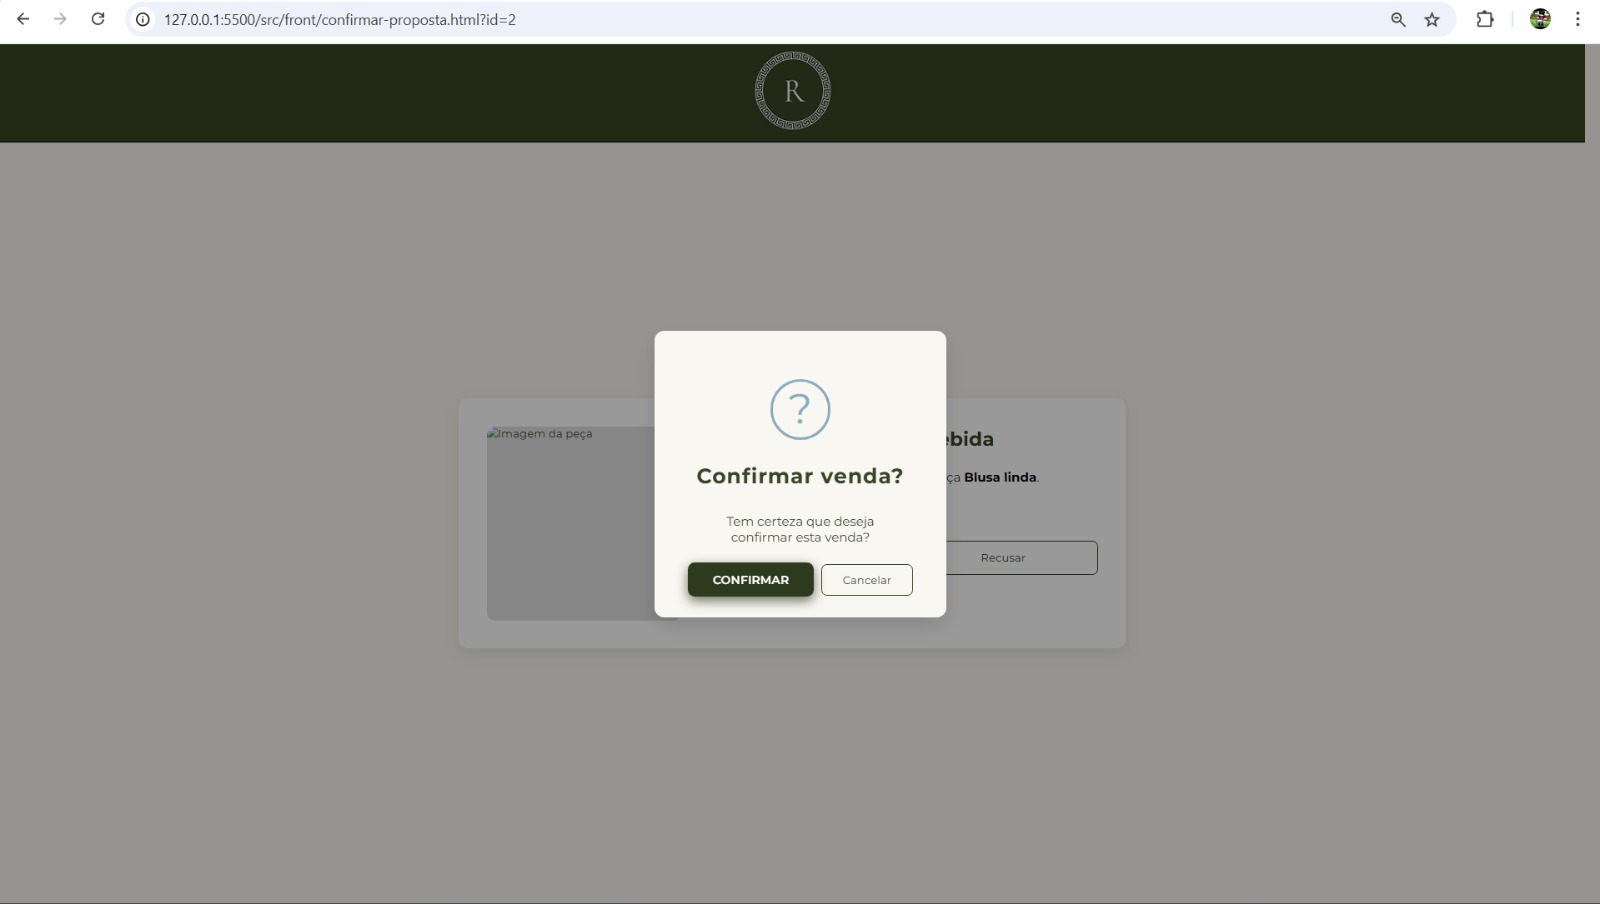 127.0.0.1:5500/src/front/confirmar-proposta.html?id=2
R
?
Confirmar venda?
Tem certeza que deseja
confirmar esta venda?
CONFIRMAR
Cancelar
Imagem da peça
ebida
ça Blusa linda.
Recusar